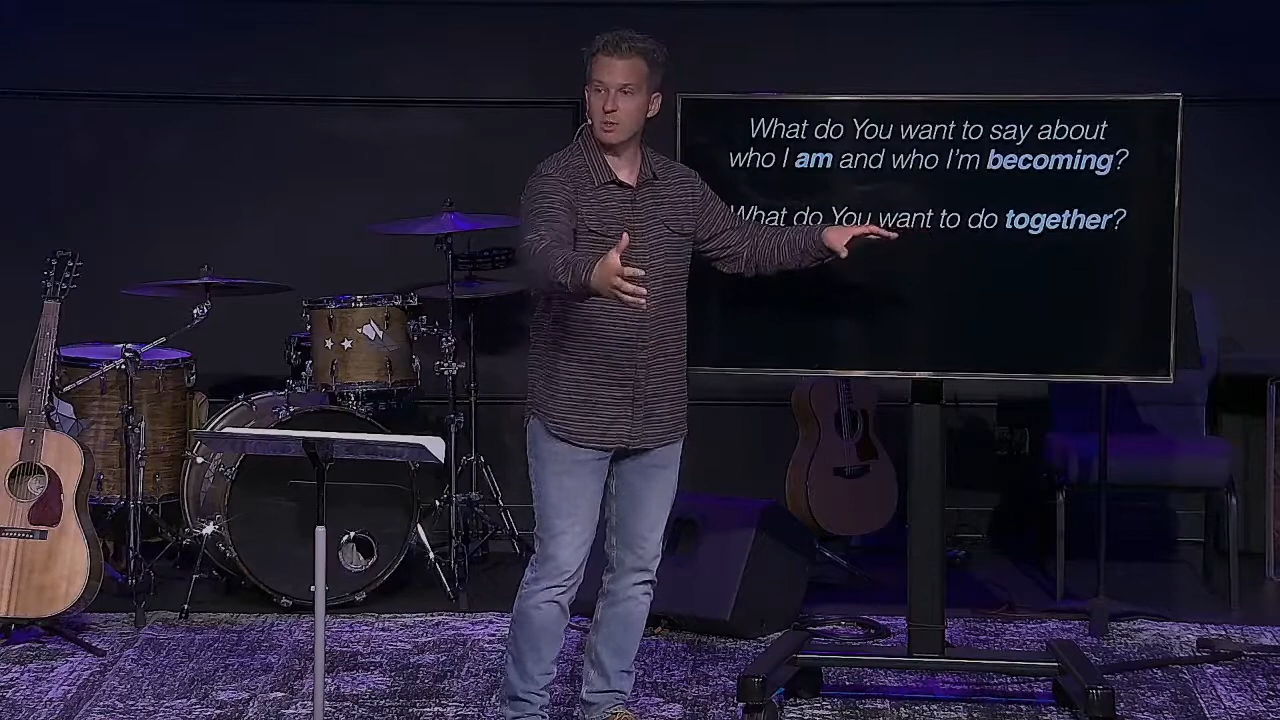 What do You want to say about
who I am and who I'm becoming?
What do You want to do together?